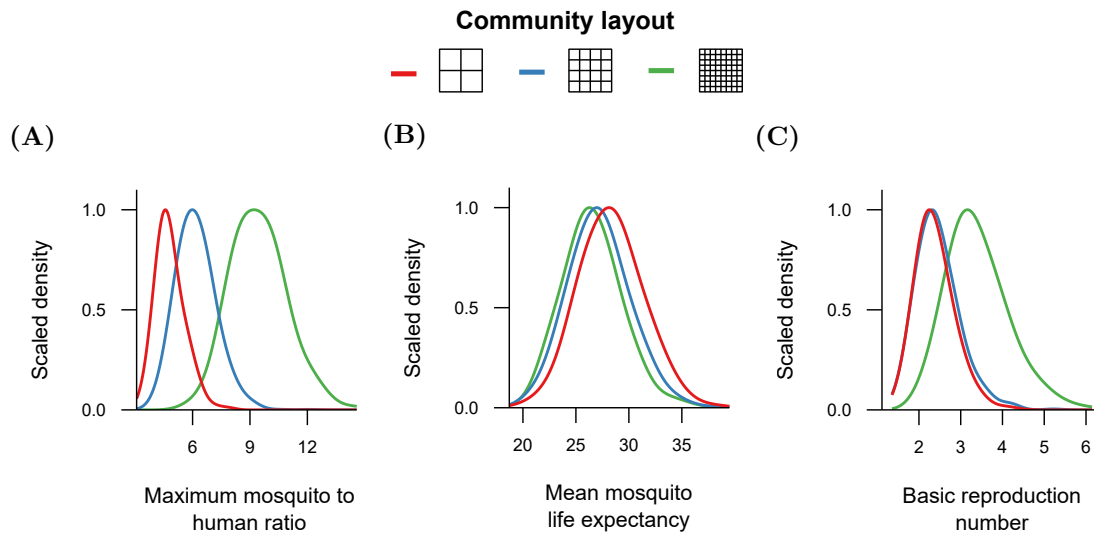 Community layout
(A)
(B)
(C)
Scaled density
1.0
0.5
0.0
6 9 12
Maximum mosquito to
human ratio
Scaled density
1.0
0.5
0.0
20 25 30 35
Mean mosquito
life expectancy
Scaled density
1.0
0.5
0.0
2 3 4 5 6
Basic reproduction
number